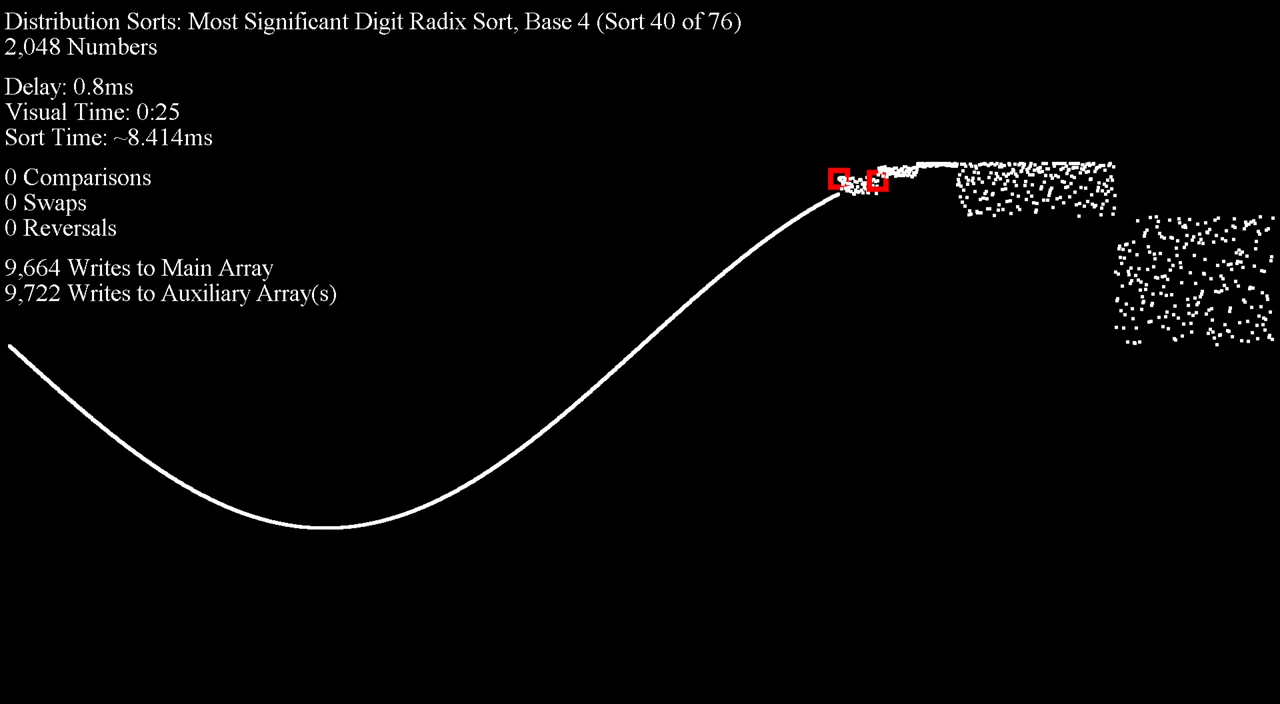 Distribution Sorts: Most Significant Digit Radix Sort, Base 4 (Sort 40 of 76)
2,048 Numbers
Delay: 0.8ms
Visual Time: 0:25
Sort Time: ~8.414ms
0 Comparisons
0 Swaps
0 Reversals
9,664 Writes to Main Array
9,722 Writes to Auxiliary Array(s)